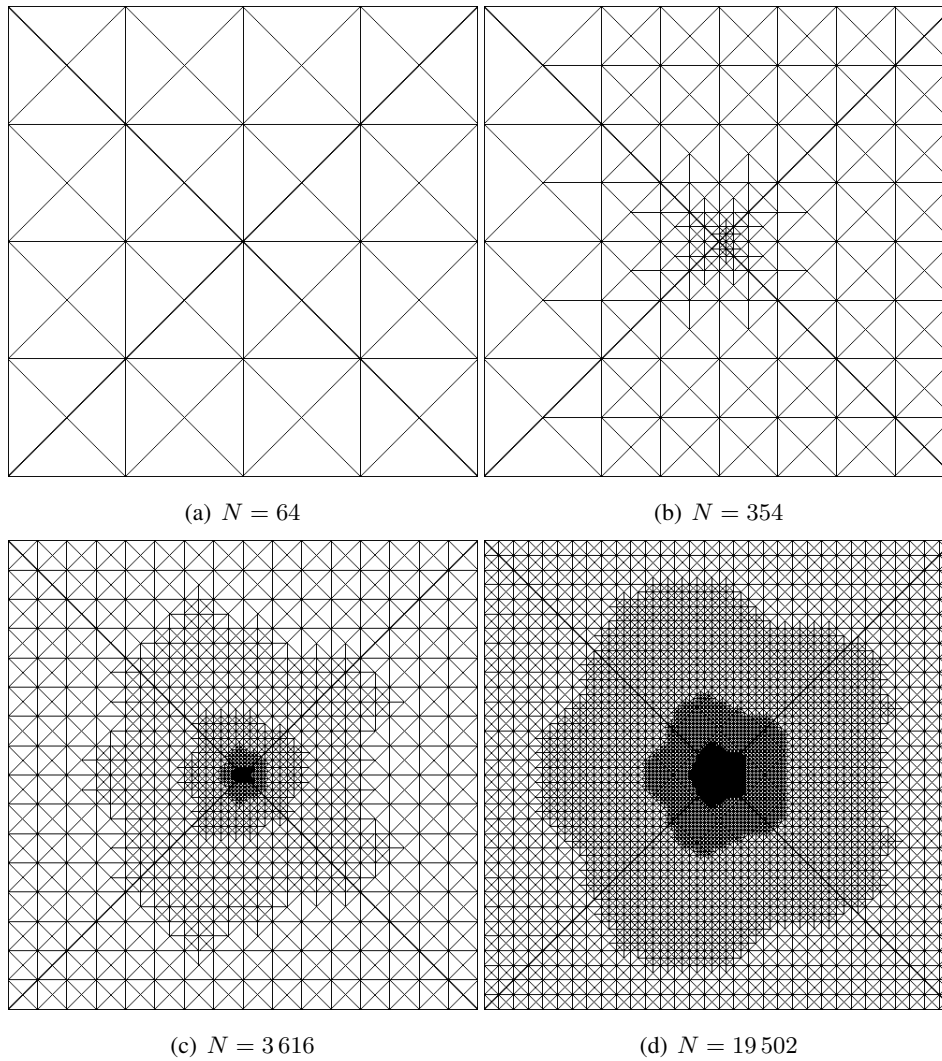 (a) N = 64
(b) N = 354
(c) N = 3 616
(d) N = 19 502